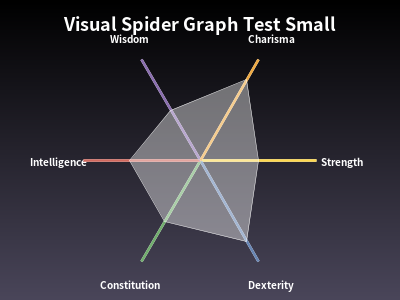 Visual Spider Graph Test Small
Wisdom
Charisma
Intelligence
Strength
Constitution
Dexterity